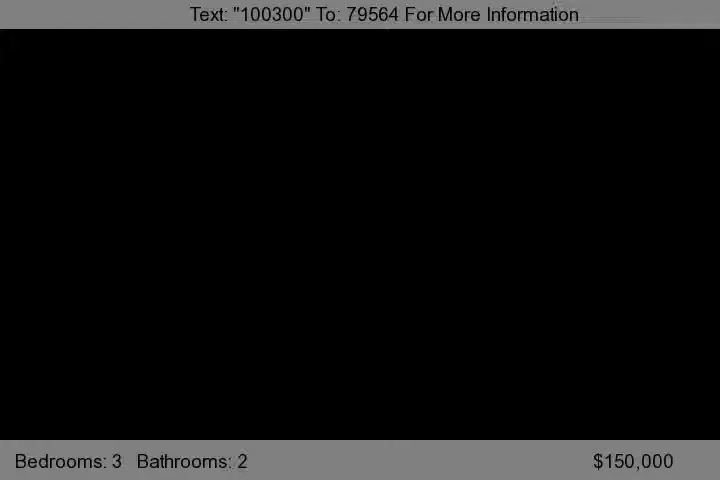 Text: "100300" To: 79564 For More Information
Bedrooms: 3 Bathrooms: 2 $150,000